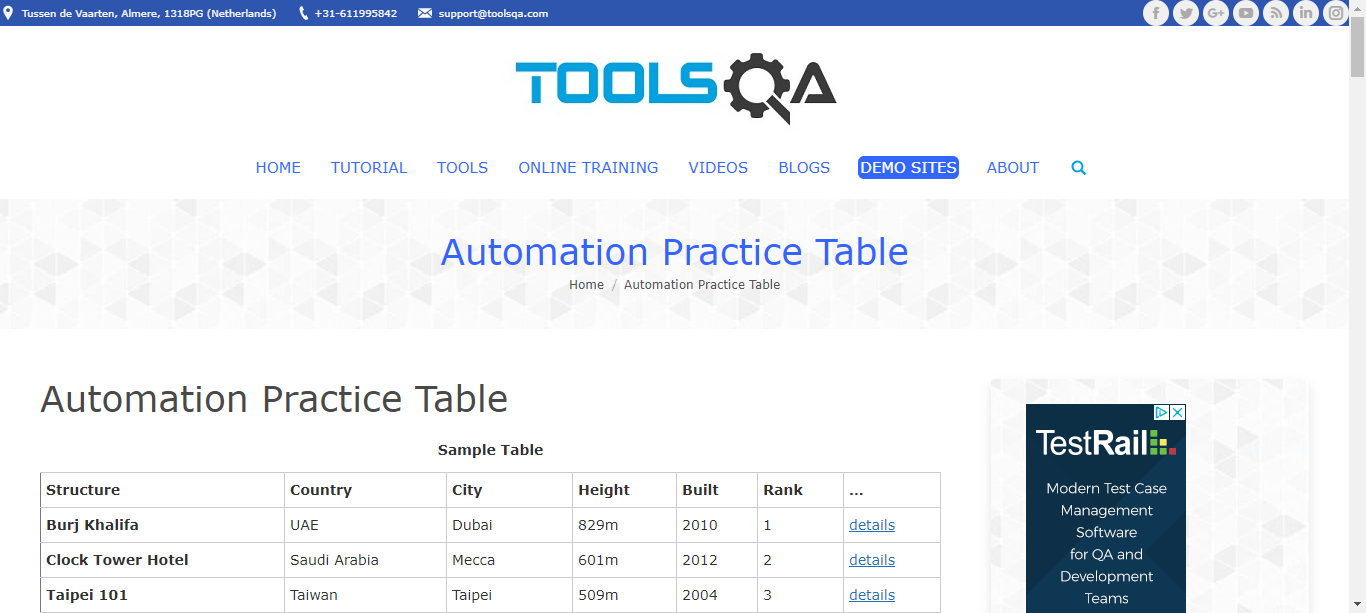 Tussen de Vaarten, Almere, 1318PG (Netherlands) +31-611995842 support@toolsqa.com
TOOLSQA
HOME TUTORIAL TOOLS ONLINE TRAINING VIDEOS BLOGS DEMO SITES ABOUT
Automation Practice Table
Home / Automation Practice Table
Automation Practice Table
Sample Table
Structure Country City Height Built Rank ...
Burj Khalifa UAE Dubai 829m 2010 1 details
Clock Tower Hotel Saudi Arabia Mecca 601m 2012 2 details
Taipei 101 Taiwan Taipei 509m 2004 3 details
TestRail
Modern Test Case
Management
Software
for QA and
Development
Teams